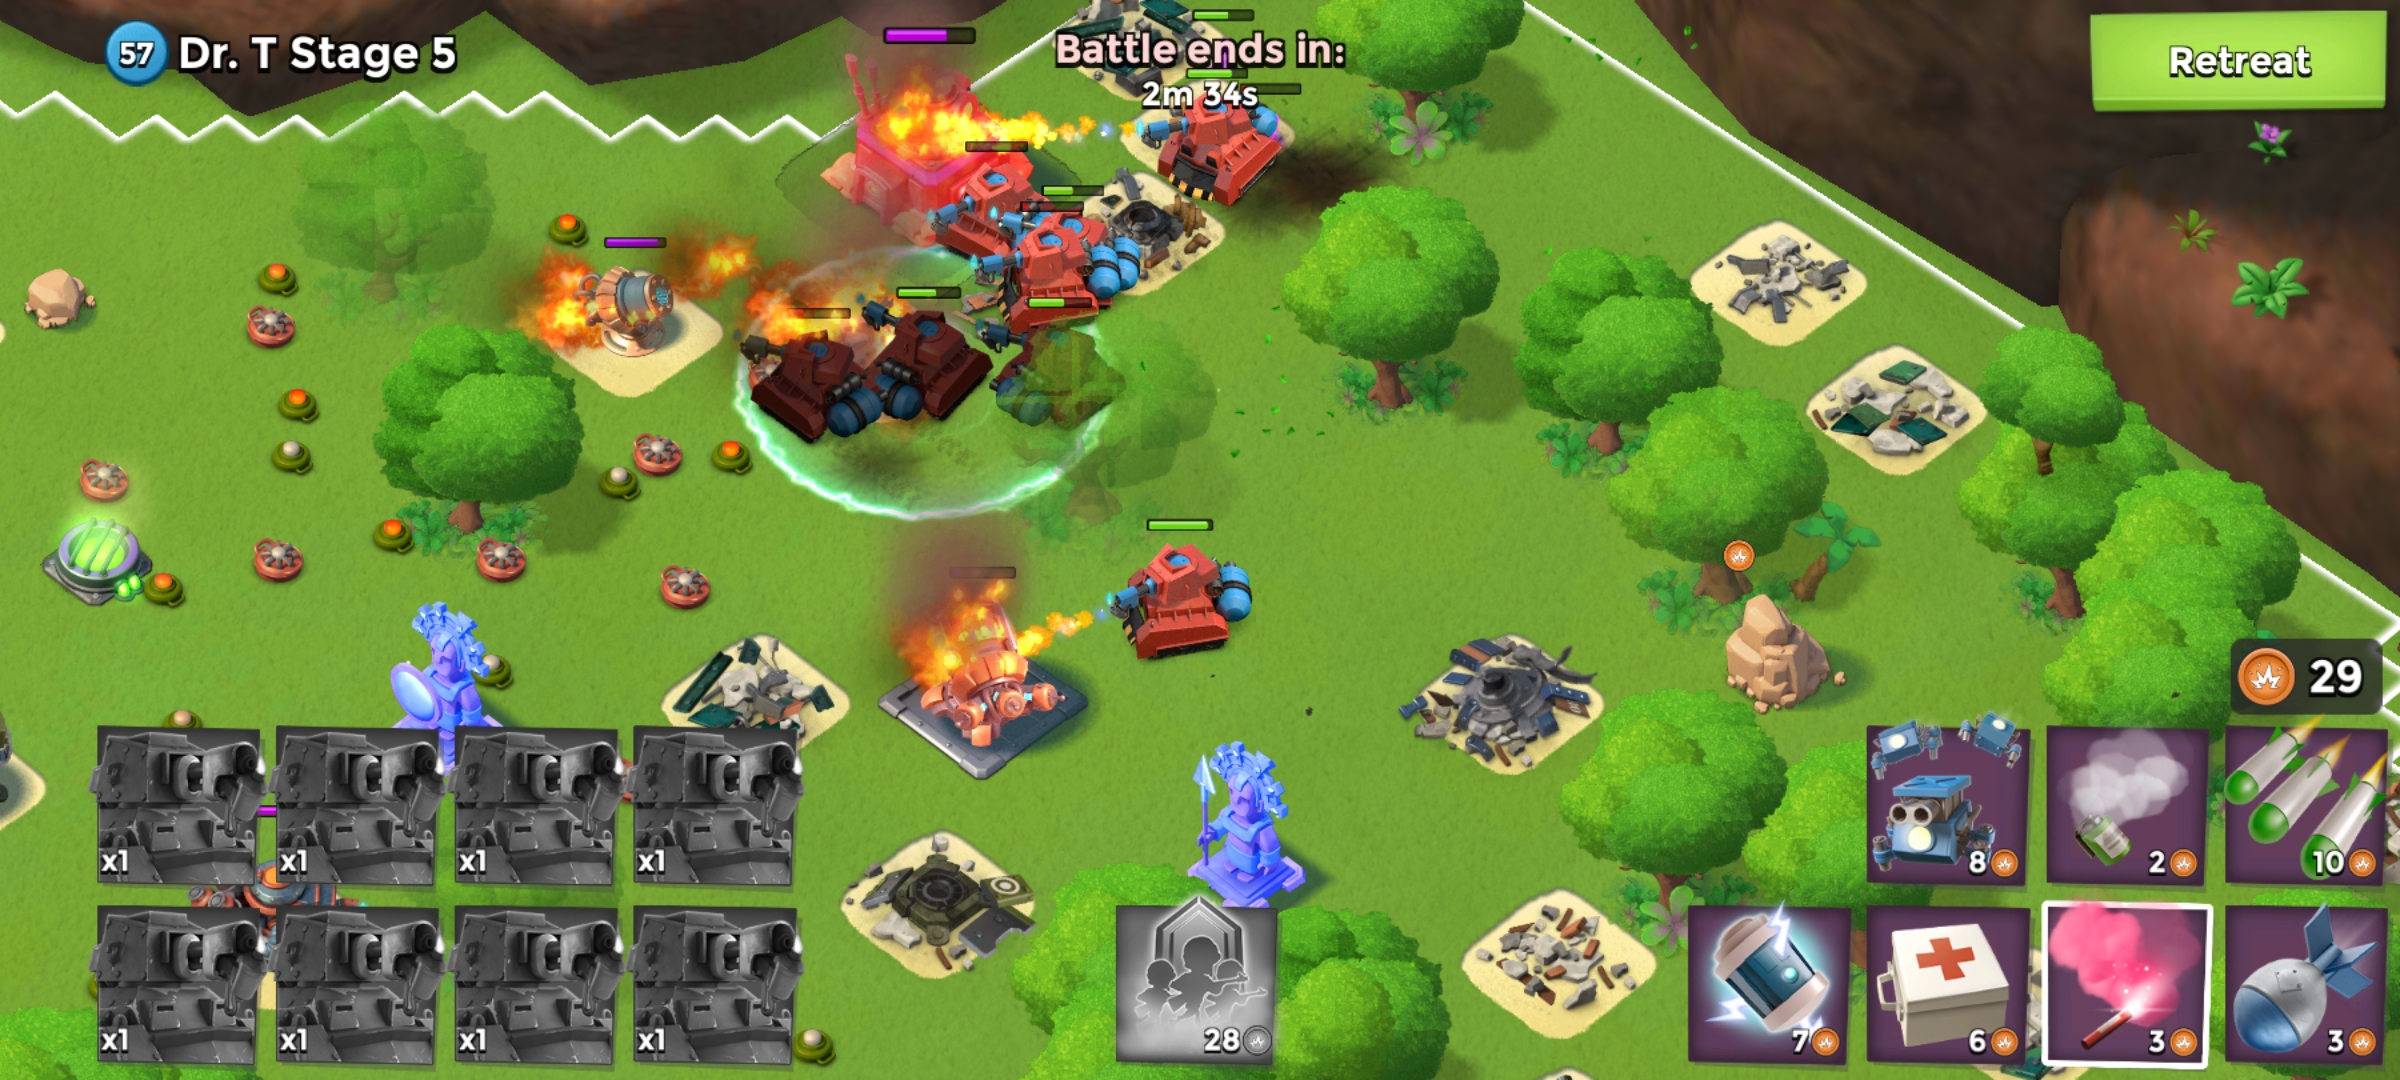 57 Dr. T Stage 5
Battle ends in:
2m 34s
Retreat
29
x1 x1 x1 x1
8 2 10
x1 x1 x1 x1
28
7 6 3 3